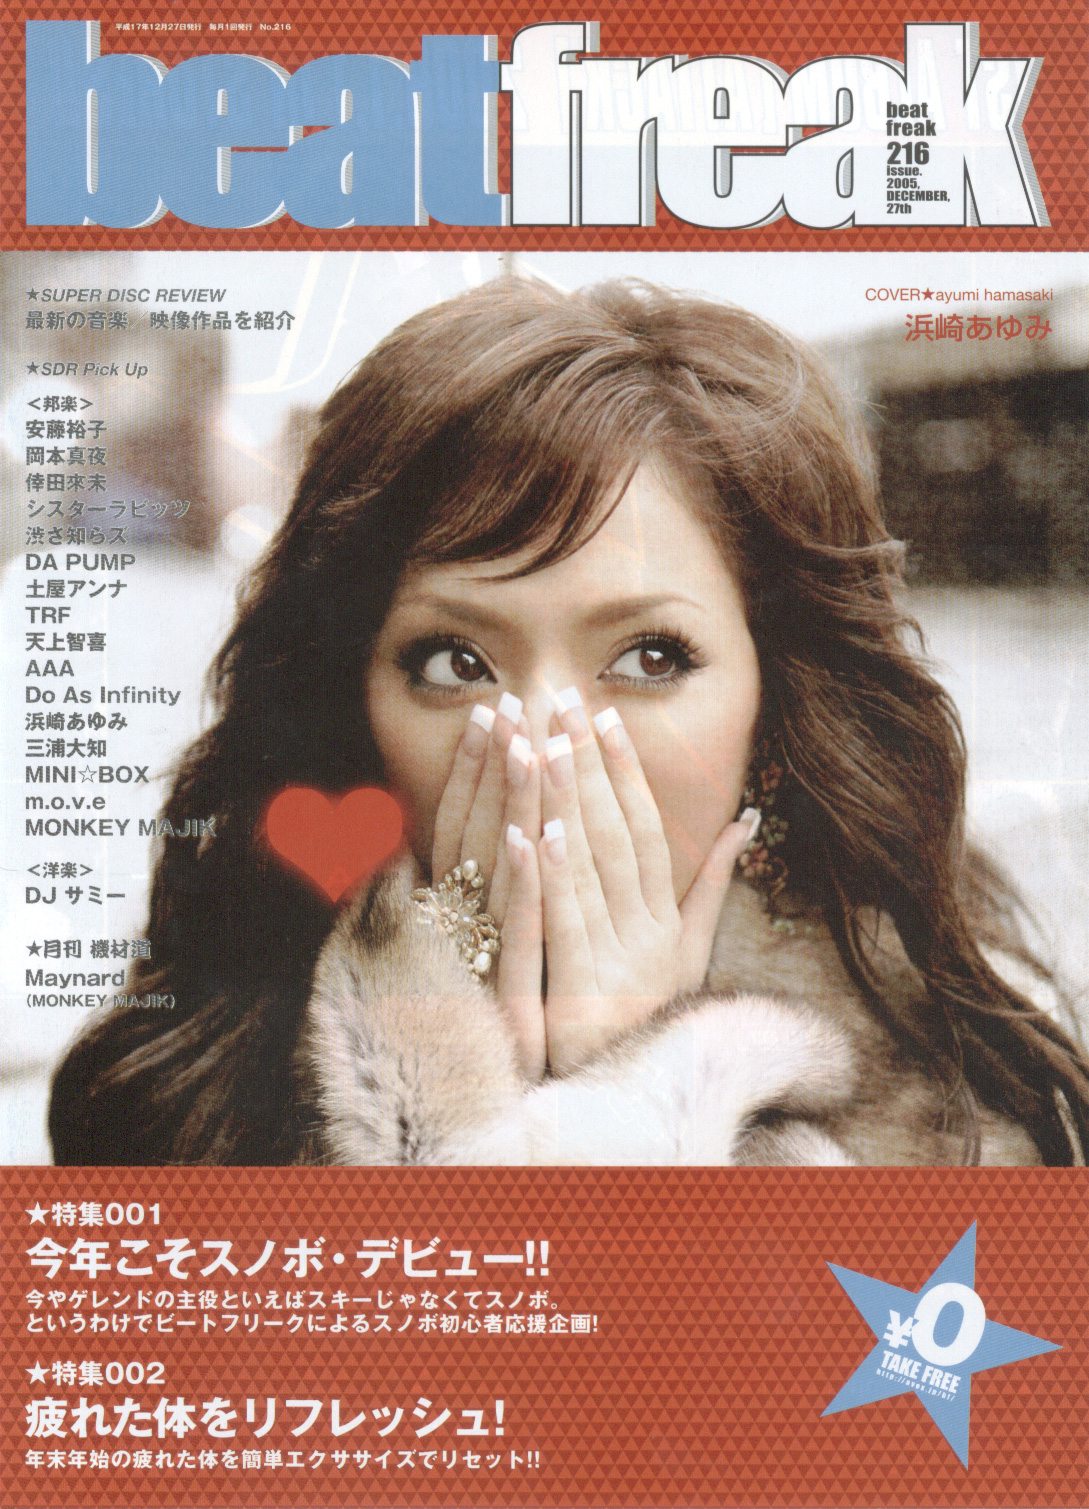 平成17年12月27日発行 毎月1回発行 No.216
beatfreak
beat
freak
216
issue.
2005,
DECEMBER,
27th
★SUPER DISC REVIEW
最新の音楽 映像作品を紹介
★SDR Pick Up
＜邦楽＞
安藤裕子
岡本真夜
倖田來未
シスターラビッツ
渋さ知らズ
DA PUMP
土屋アンナ
TRF
天上智喜
AAA
Do As Infinity
浜崎あゆみ
三浦大知
MINI☆BOX
m.o.v.e
MONKEY MAJIK
＜洋楽＞
DJ サミー
★月刊 機材道
Maynard
(MONKEY MAJIK)
COVER★ayumi hamasaki
浜崎あゆみ
★特集001
今年こそスノボ・デビュー!!
今やゲレンドの主役といえばスキーじゃなくてスノボ。
というわけでビートフリークによるスノボ初心者応援企画!
★特集002
疲れた体をリフレッシュ!
年末年始の疲れた体を簡単エクササイズでリセット!!
¥0
TAKE FREE
http://avex.jp/bf/